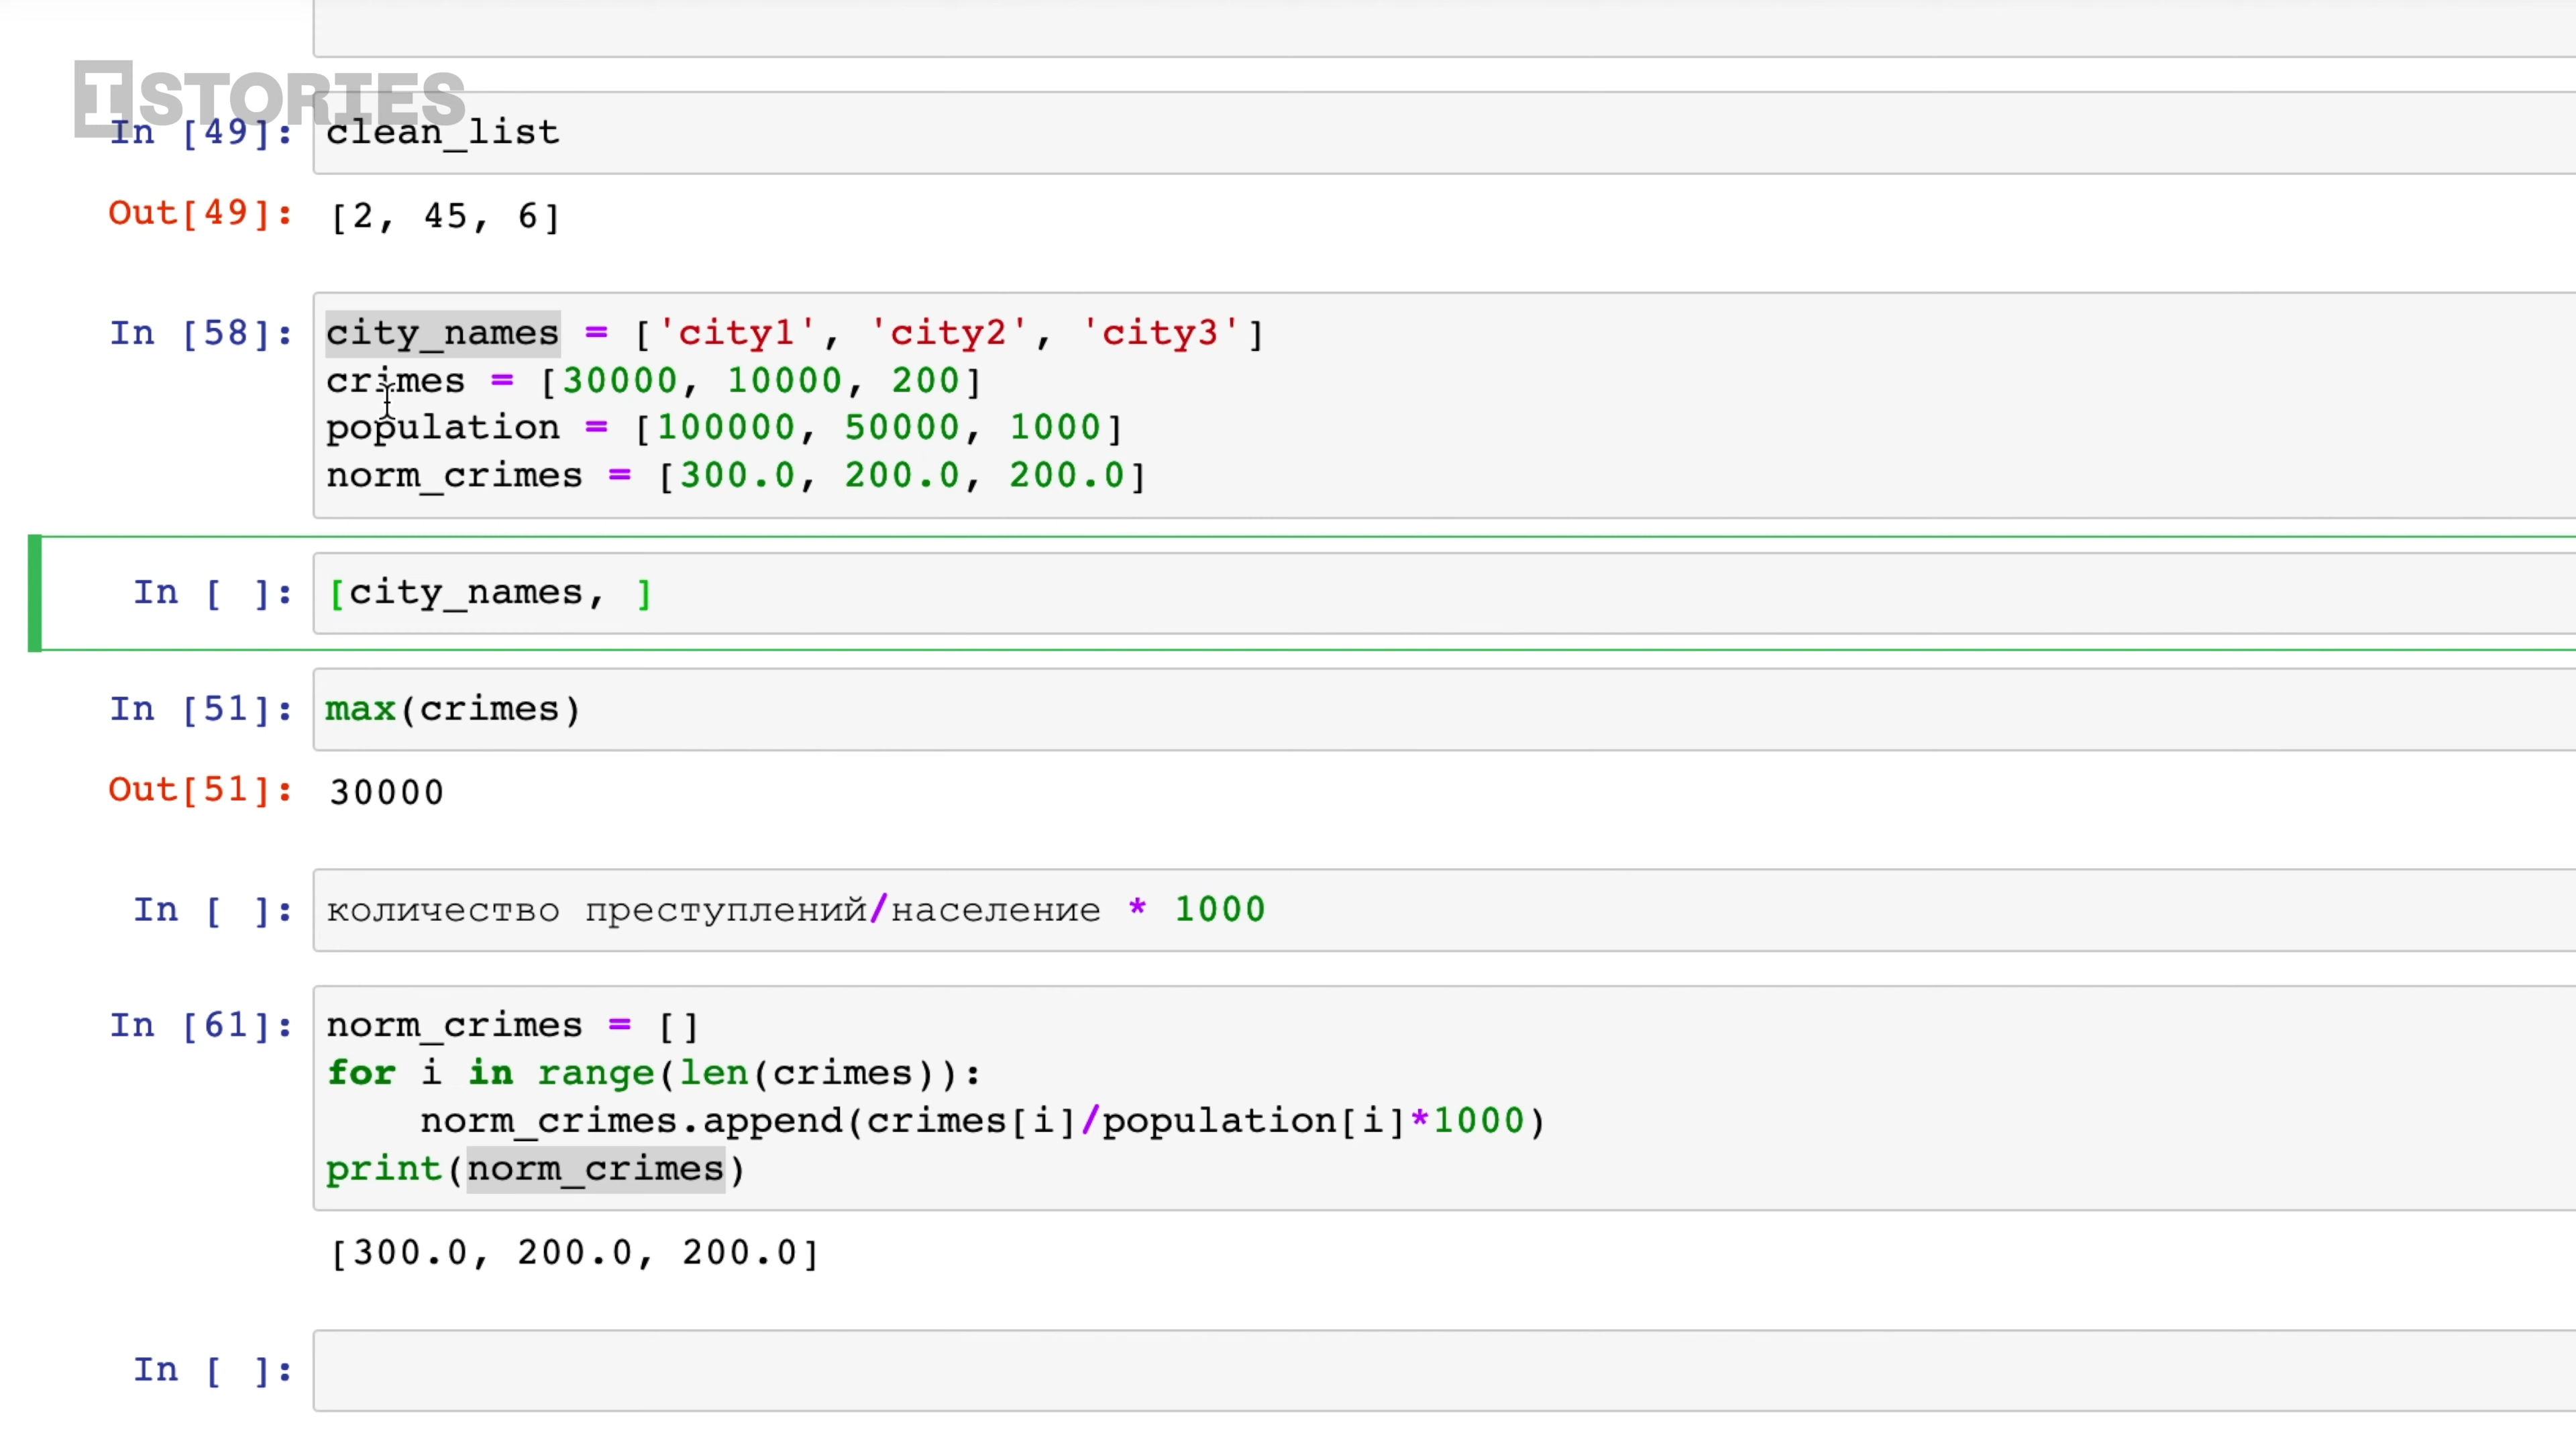 ISTORIES
In [49]: clean_list
Out[49]: [2, 45, 6]
In [58]: city_names = ['city1', 'city2', 'city3']
crimes = [30000, 10000, 200]
population = [100000, 50000, 1000]
norm_crimes = [300.0, 200.0, 200.0]
In [ ]: [city_names, ]
In [51]: max(crimes)
Out[51]: 30000
In [ ]: количество преступлений/население * 1000
In [61]: norm_crimes = []
for i in range(len(crimes)):
    norm_crimes.append(crimes[i]/population[i]*1000)
print(norm_crimes)
[300.0, 200.0, 200.0]
In [ ]: